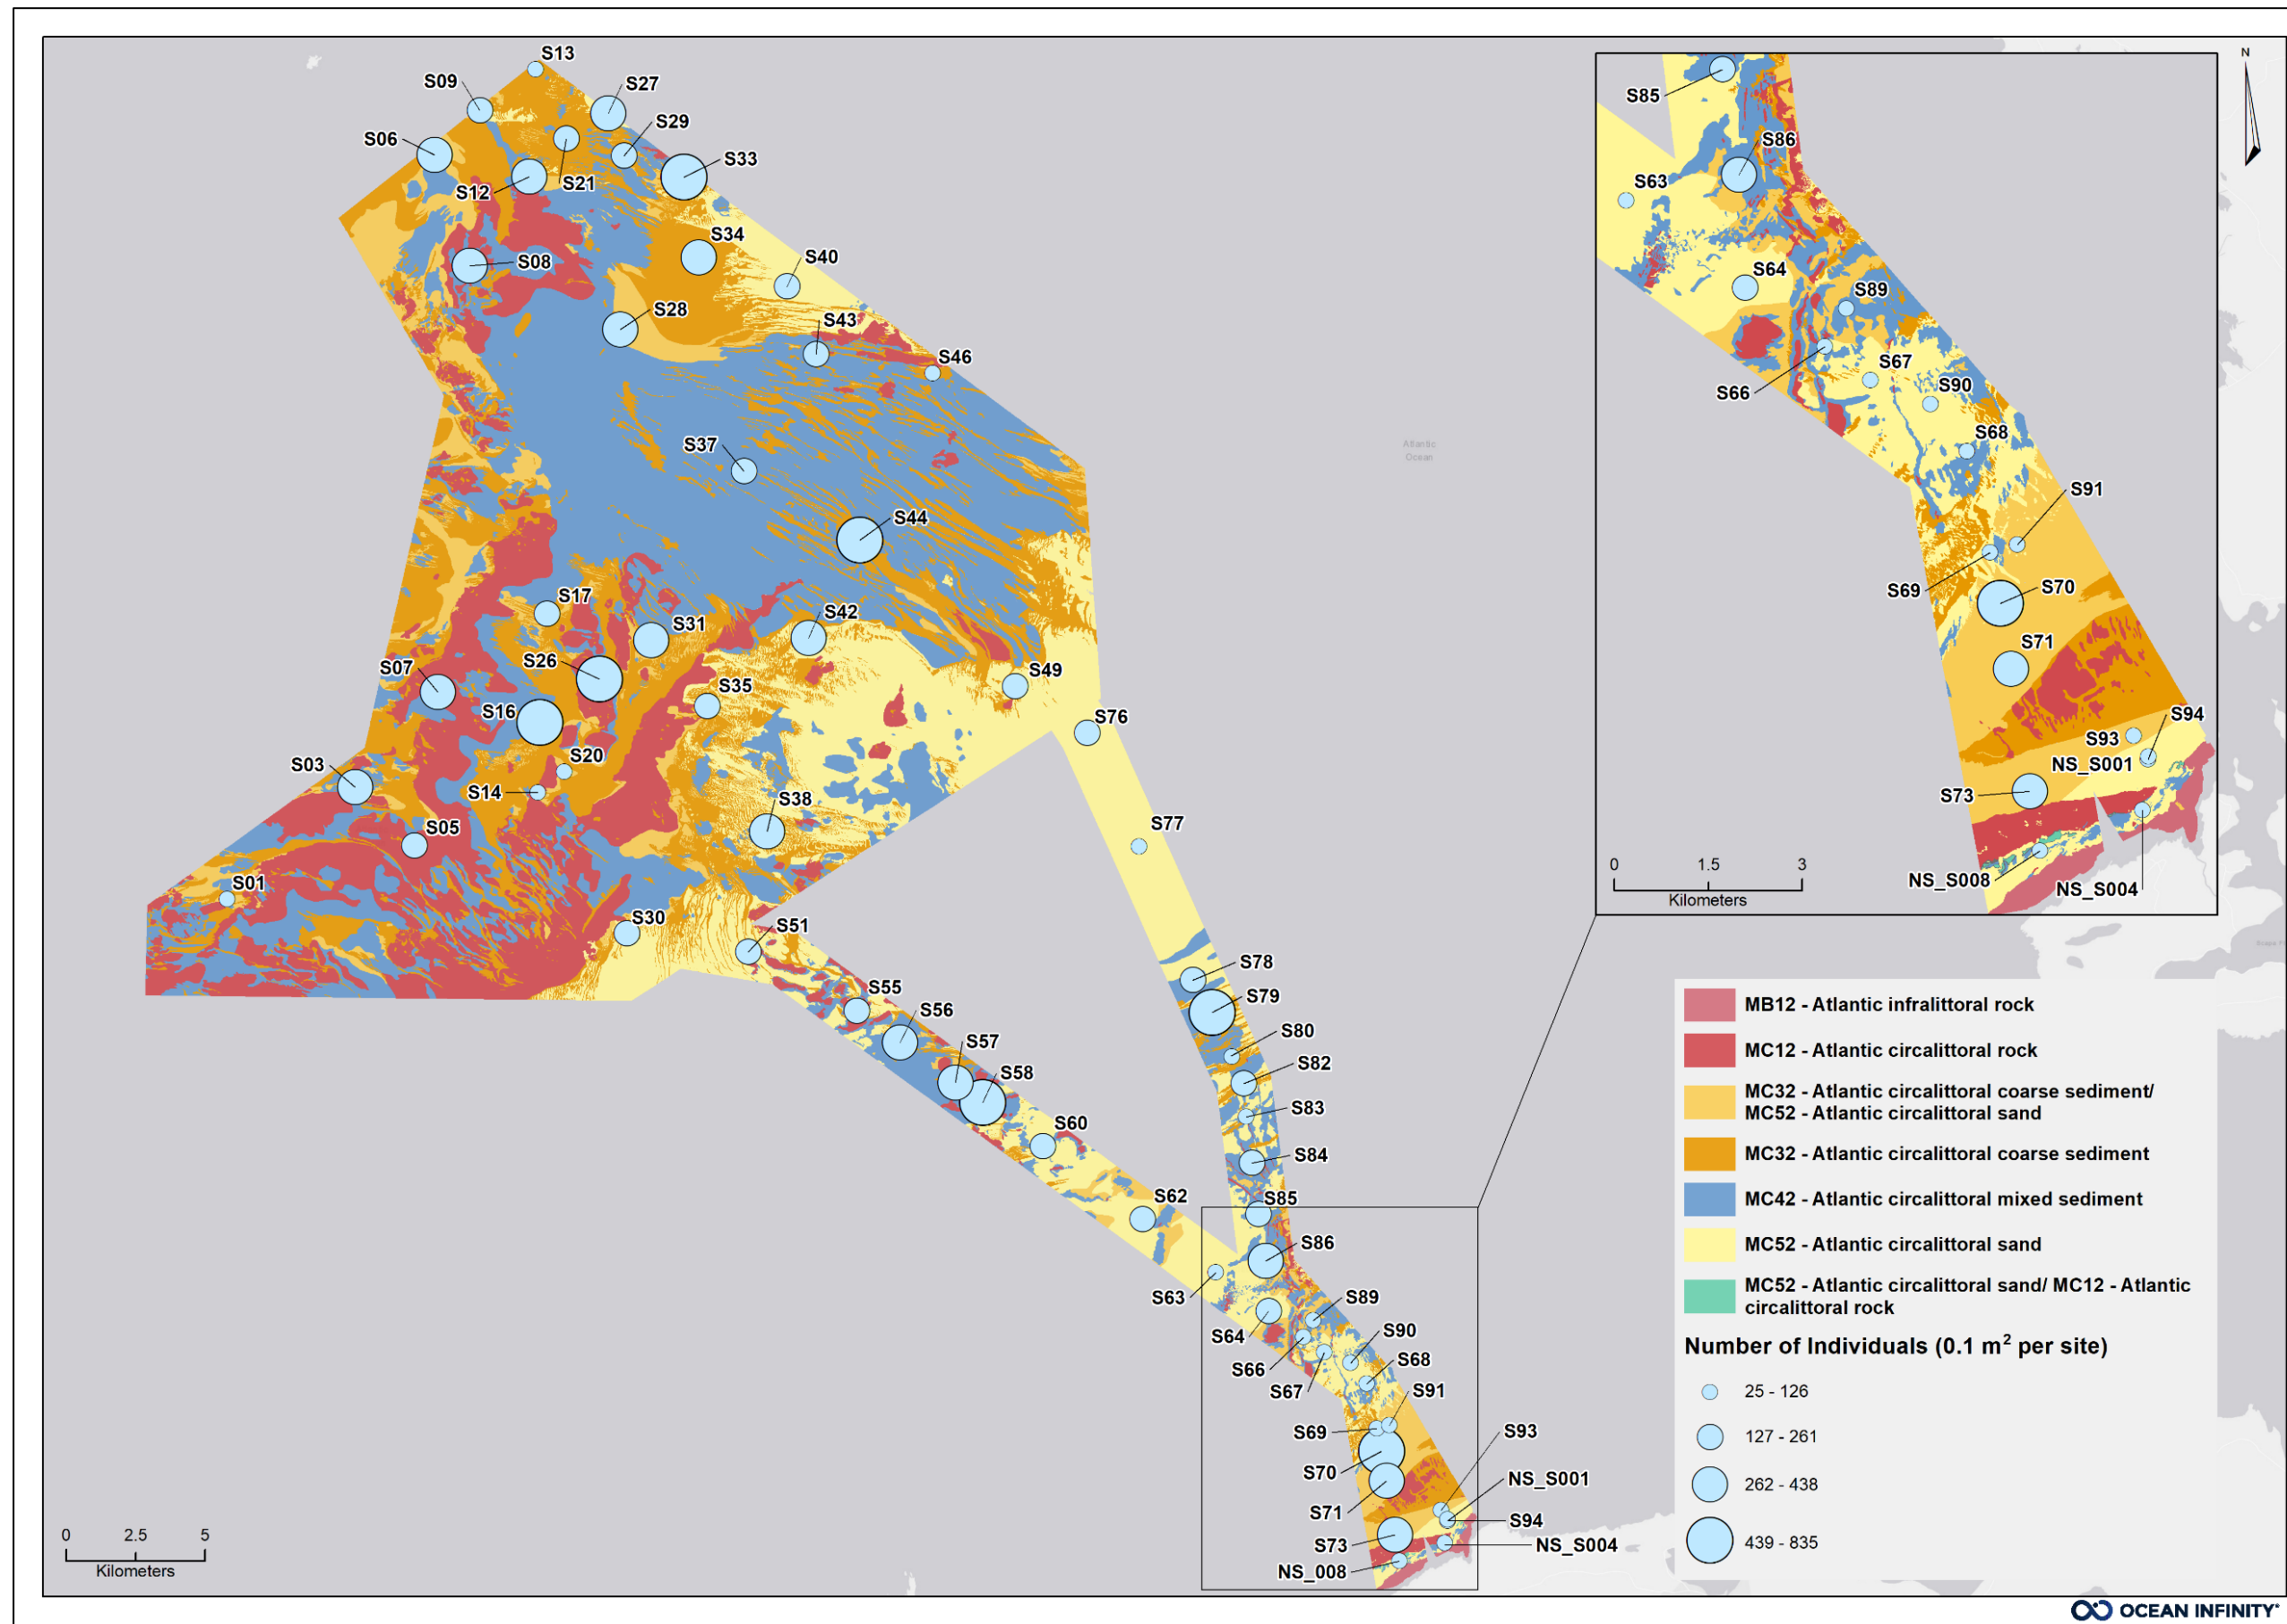 S13
S09
S27
S06
S29
S33
S12
S21
S34
S08
S40
S28
S43
S46
S37
Atlantic
Ocean
S44
S17
S31
S42
S26
S07
S35
S49
S16
S76
S20
S03
S14
S38
S05
S77
S01
S30
S51
S78
S55
S79
S56
S80
S57
S58
S82
S83
S60
S84
S62
S85
S86
S63
S89
S64
S90
S66
S68
S67
S91
S69
S93
S70
NS_S001
S71
S94
S73
NS_S004
NS_008
0 2.5 5
Kilometers
N
S85
S86
S63
S64
S89
S67
S66
S90
S68
S91
S69
S70
S71
S94
S93
NS_S001
S73
NS_S008
NS_S004
0 1.5 3
Kilometers
MB12 - Atlantic infralittoral rock
MC12 - Atlantic circalittoral rock
MC32 - Atlantic circalittoral coarse sediment/
MC52 - Atlantic circalittoral sand
MC32 - Atlantic circalittoral coarse sediment
MC42 - Atlantic circalittoral mixed sediment
MC52 - Atlantic circalittoral sand
MC52 - Atlantic circalittoral sand/ MC12 - Atlantic
circalittoral rock
Number of Individuals (0.1 m² per site)
25 - 126
127 - 261
262 - 438
439 - 835
OCEAN INFINITY